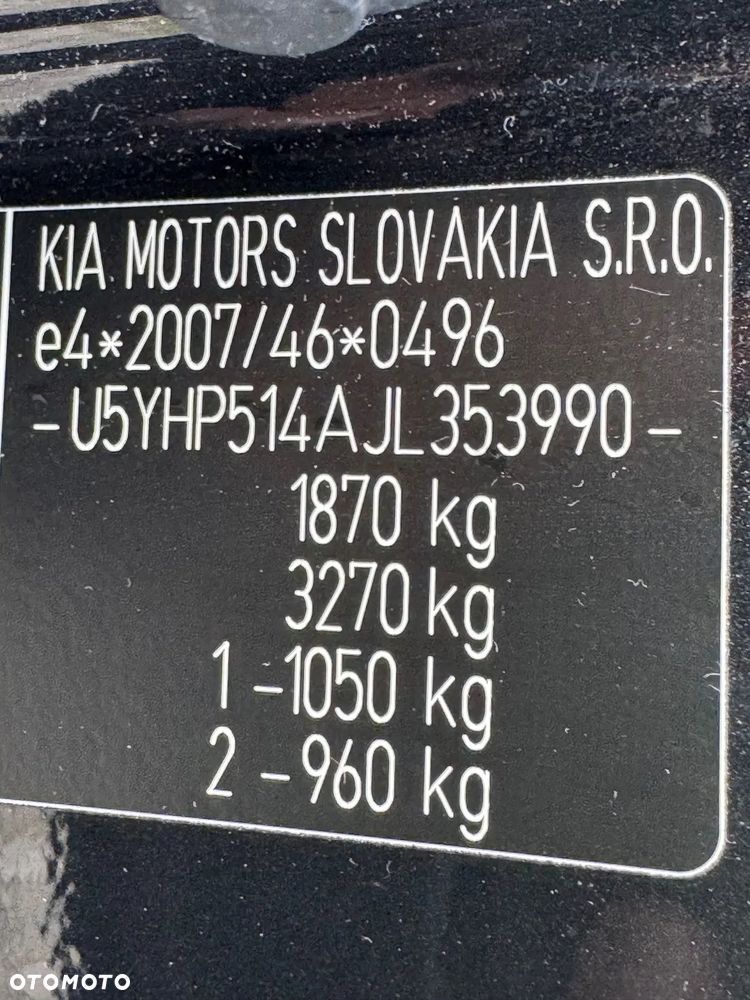 KIA MOTORS SLOVAKIA S.R.O.
e4*2007/46*0496
-U5YHP514AJL353990-
1870 kg
3270 kg
1 -1050 kg
2 -960 kg
OTOMOTO